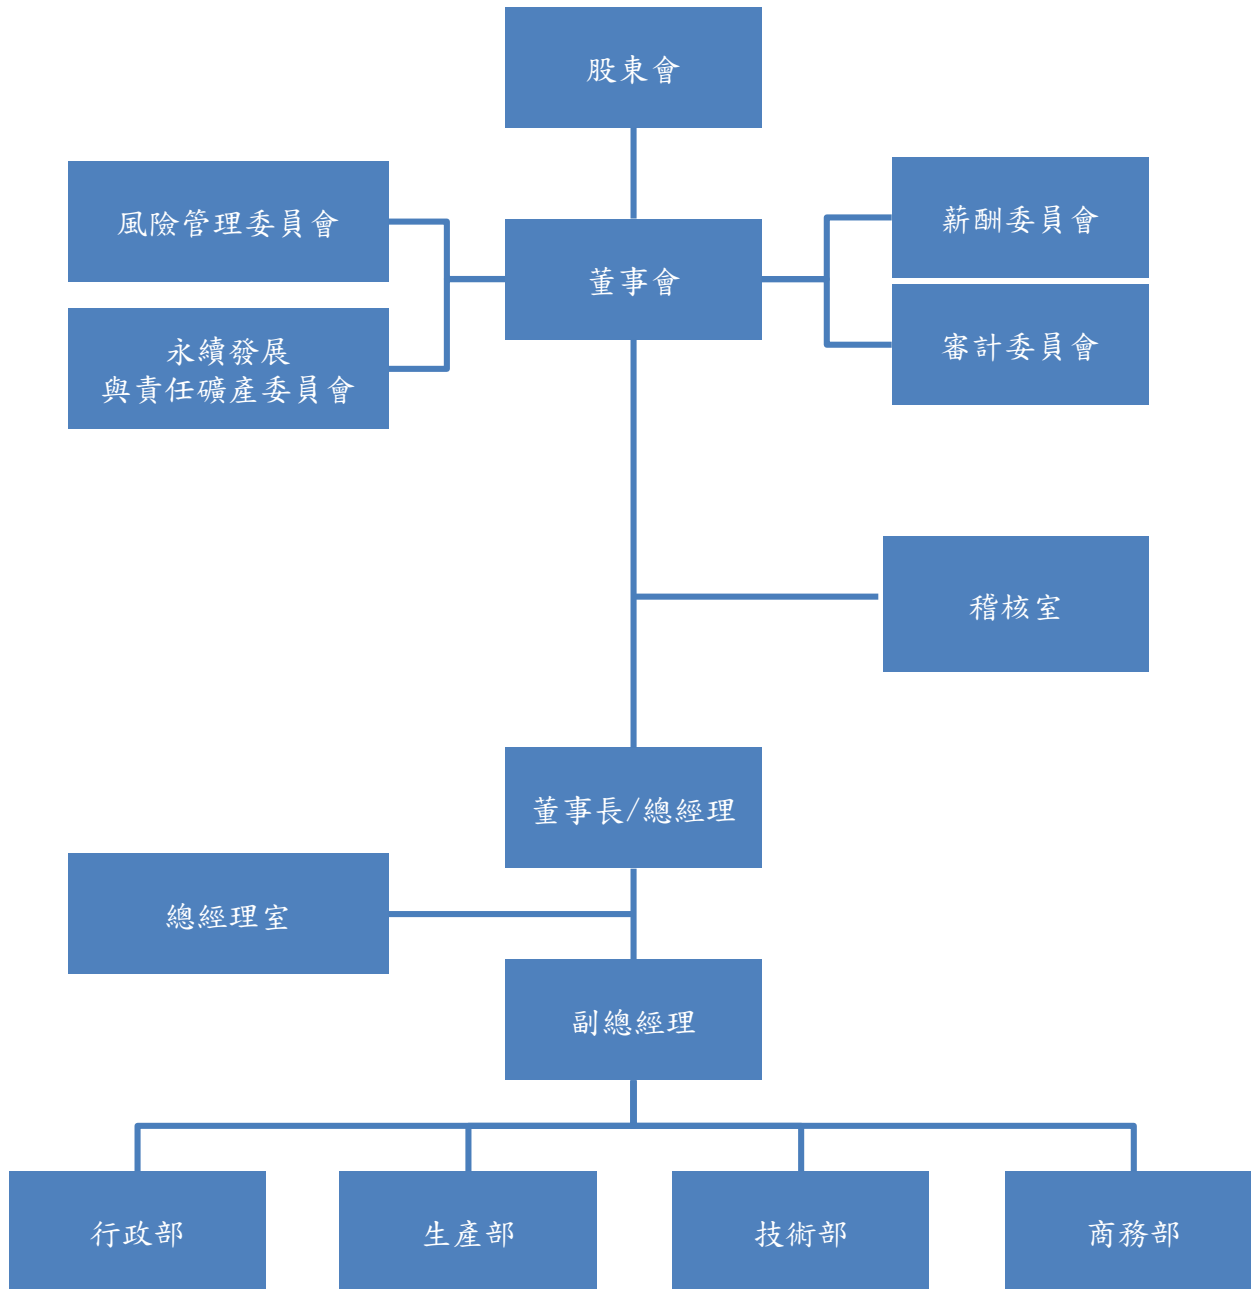 股東會
風險管理委員會
薪酬委員會
董事會
永續發展
與責任礦產委員會
審計委員會
稽核室
董事長/總經理
總經理室
副總經理
行政部
生產部
技術部
商務部